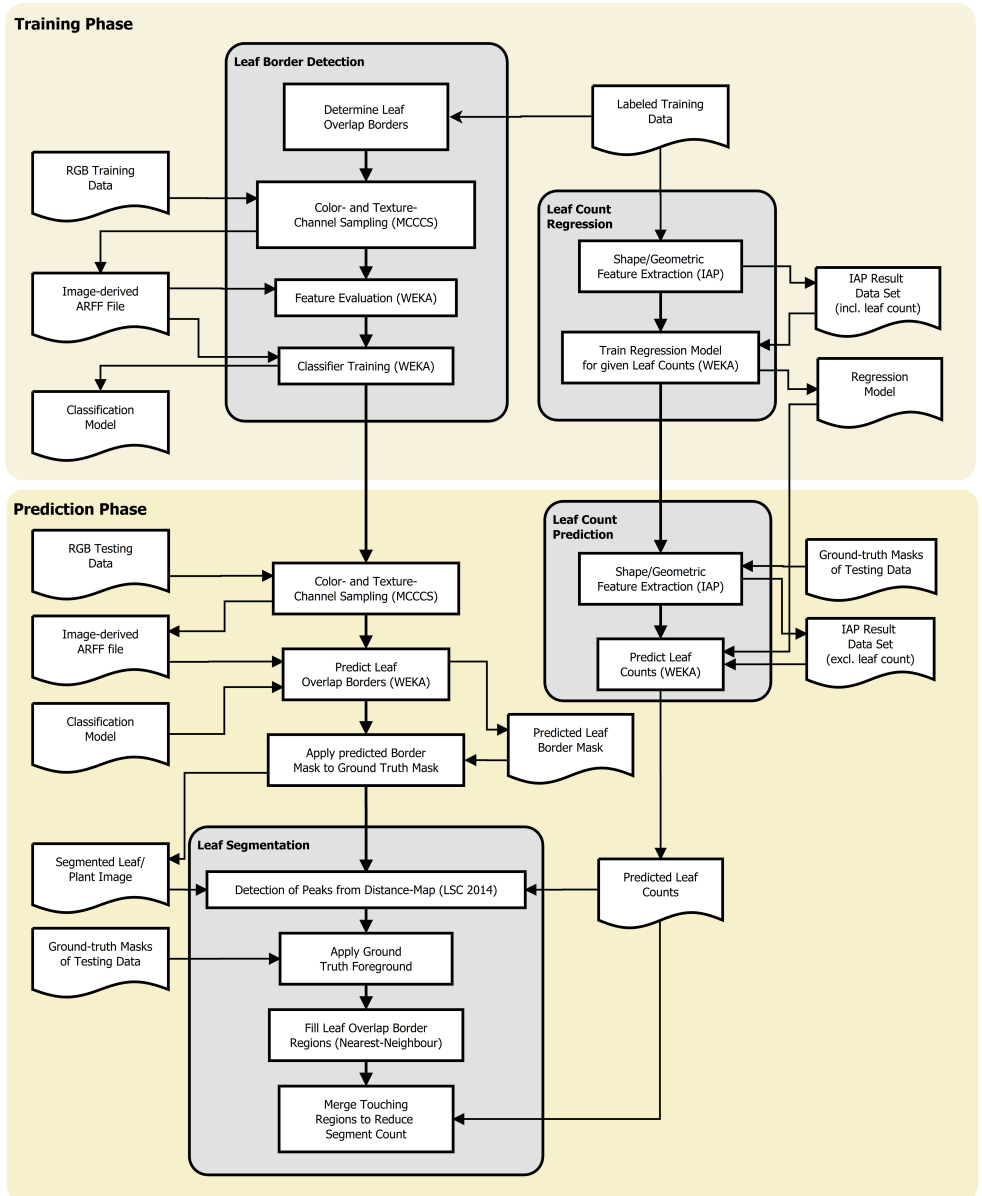 Training Phase
Leaf Border Detection
Determine Leaf
Overlap Borders
Labeled Training
Data
RGB Training
Data
Color- and Texture-
Channel Sampling (MCCCS)
Leaf Count
Regression
Shape/Geometric
Feature Extraction (IAP)
IAP Result
Data Set
(incl. leaf count)
Image-derived
ARFF File
Feature Evaluation (WEKA)
Train Regression Model
for given Leaf Counts (WEKA)
Classifier Training (WEKA)
Regression
Model
Classification
Model
Prediction Phase
Leaf Count
Prediction
RGB Testing
Data
Color- and Texture-
Channel Sampling (MCCCS)
Shape/Geometric
Feature Extraction (IAP)
Ground-truth Masks
of Testing Data
Image-derived
ARFF file
Predict Leaf
Overlap Borders (WEKA)
Predict Leaf
Counts (WEKA)
IAP Result
Data Set
(excl. leaf count)
Classification
Model
Apply predicted Border
Mask to Ground Truth Mask
Predicted Leaf
Border Mask
Leaf Segmentation
Segmented Leaf/
Plant Image
Detection of Peaks from Distance-Map (LSC 2014)
Predicted Leaf
Counts
Ground-truth Masks
of Testing Data
Apply Ground
Truth Foreground
Fill Leaf Overlap Border
Regions (Nearest-Neighbour)
Merge Touching
Regions to Reduce
Segment Count